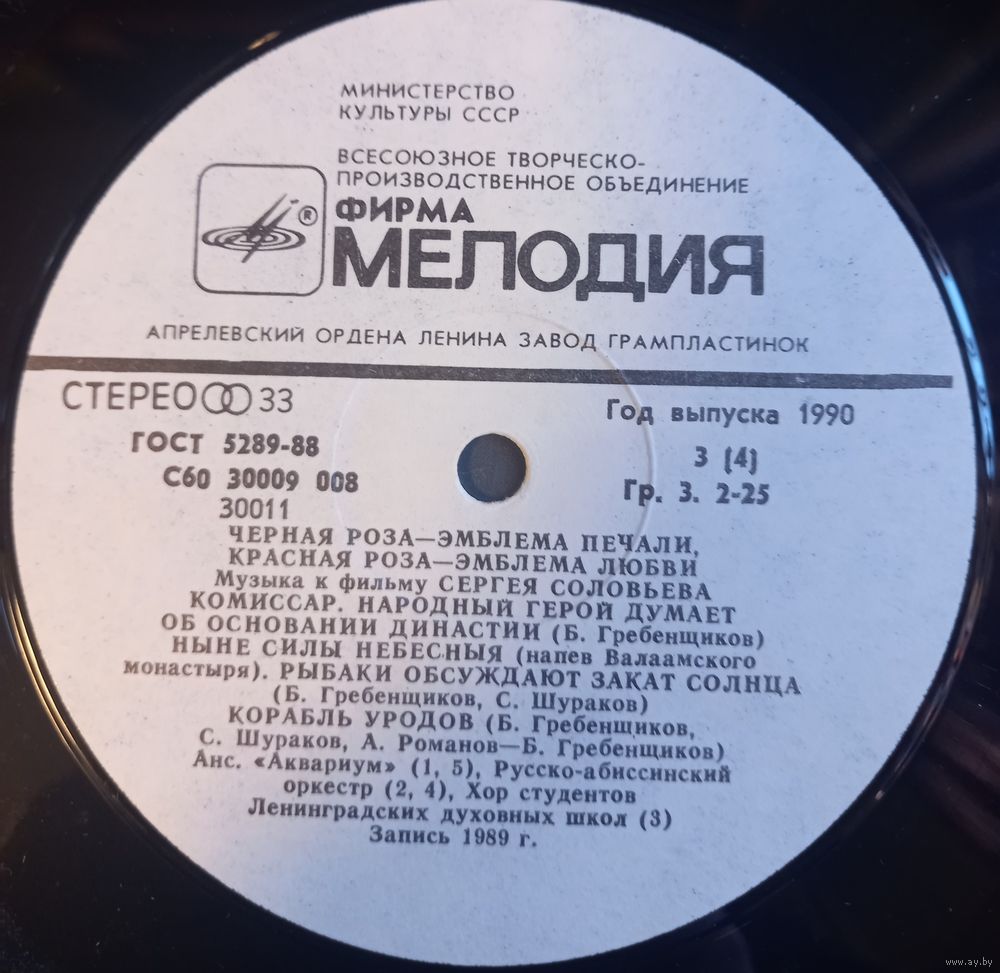 МИНИСТЕРСТВО
КУЛЬТУРЫ СССР
ВСЕСОЮЗНОЕ ТВОРЧЕСКО-
ПРОИЗВОДСТВЕННОЕ ОБЪЕДИНЕНИЕ
®
ФИРМА
МЕЛОДИЯ
АПРЕЛЕВСКИЙ ОРДЕНА ЛЕНИНА ЗАВОД ГРАМПЛАСТИНОК
СТЕРЕО 33
Год выпуска 1990
ГОСТ 5289-88
3 (4)
С60 30009 008
Гр. 3. 2-25
30011
ЧЕРНАЯ РОЗА—ЭМБЛЕМА ПЕЧАЛИ,
КРАСНАЯ РОЗА—ЭМБЛЕМА ЛЮБВИ
Музыка к фильму СЕРГЕЯ СОЛОВЬЕВА
КОМИССАР. НАРОДНЫЙ ГЕРОЙ ДУМАЕТ
ОБ ОСНОВАНИИ ДИНАСТИИ (Б. Гребенщиков)
НЫНЕ СИЛЫ НЕБЕСНЫЯ (напев Валаамского
монастыря). РЫБАКИ ОБСУЖДАЮТ ЗАКАТ СОЛНЦА
(Б. Гребенщиков, С. Шураков)
КОРАБЛЬ УРОДОВ (Б. Гребенщиков,
С. Шураков, А. Романов—Б. Гребенщиков)
Анс. «Аквариум» (1, 5), Русско-абиссинский
оркестр (2, 4), Хор студентов
Ленинградских духовных школ (3)
Запись 1989 г.
www.ay.by